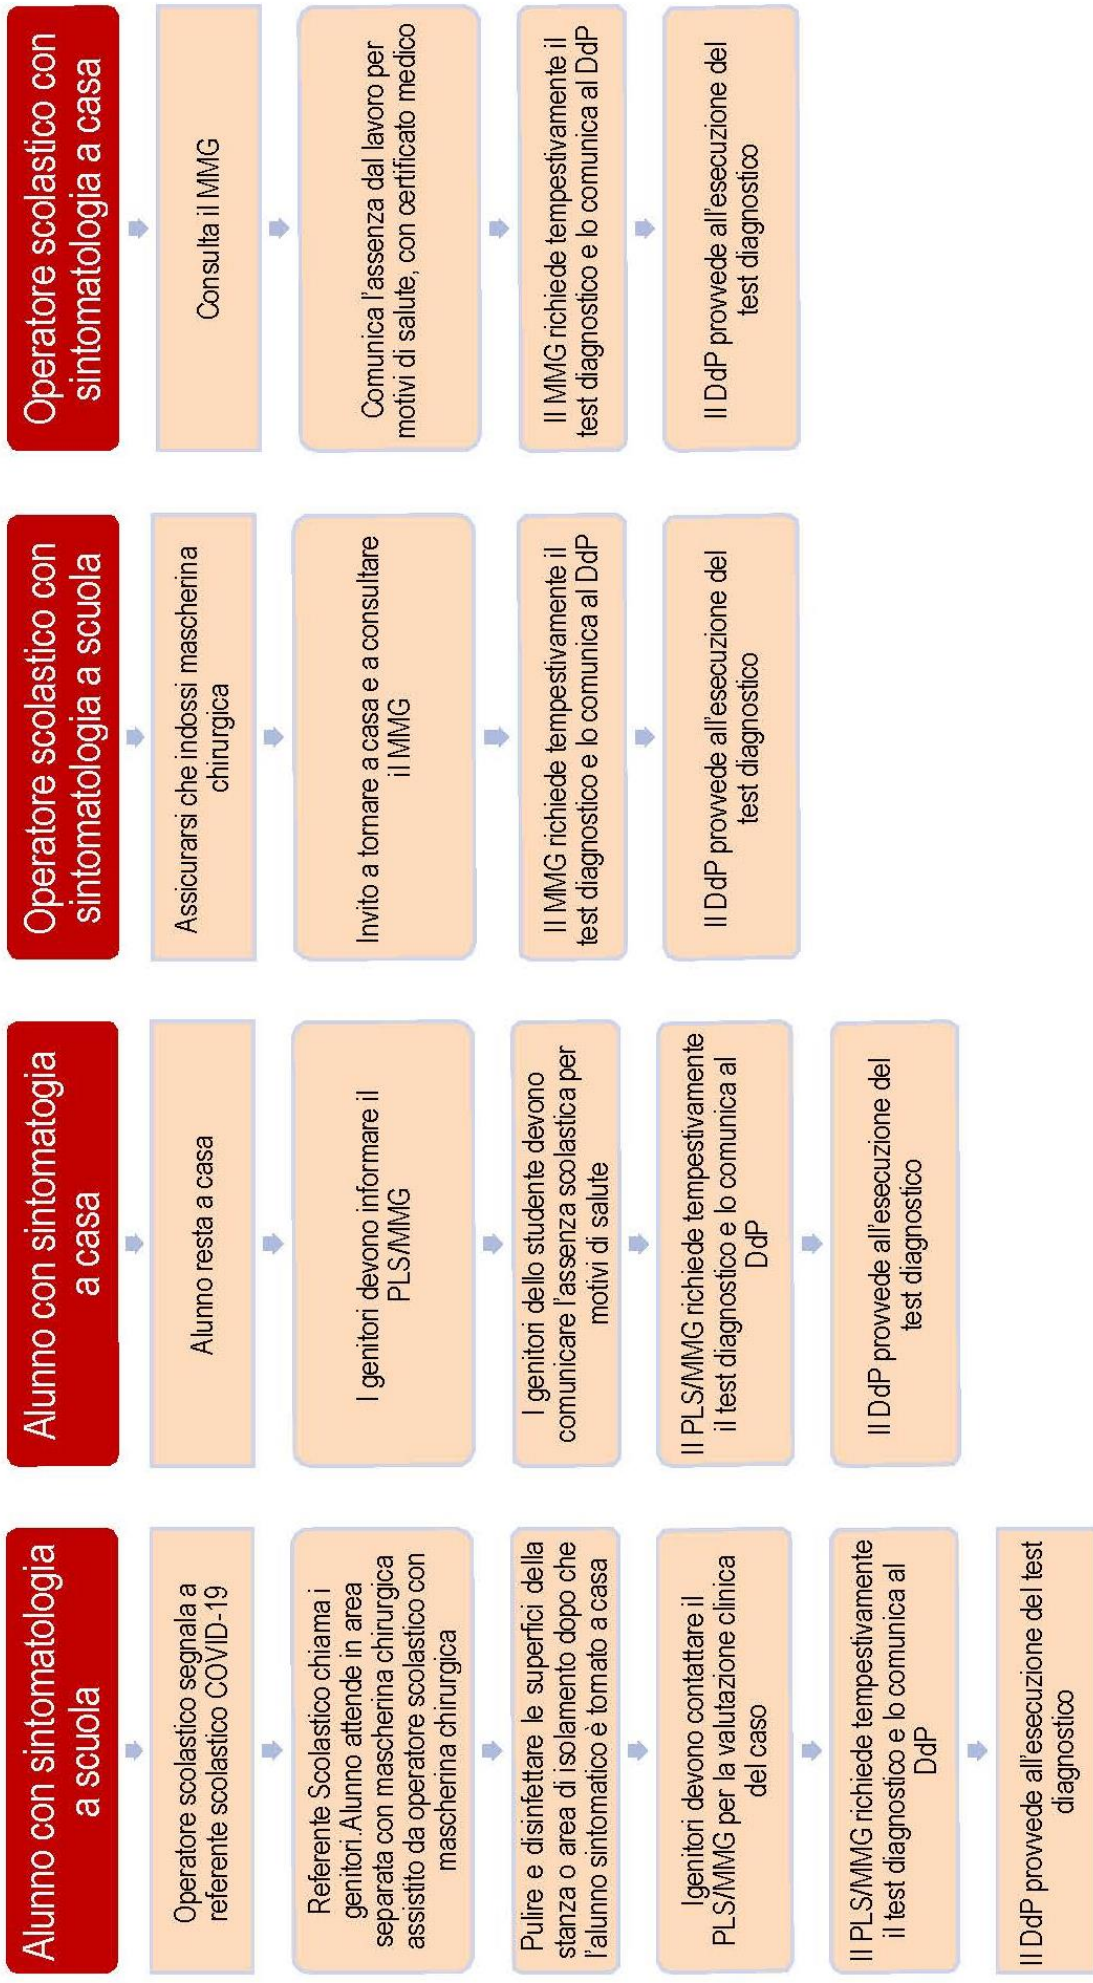 Alunno con sintomatologia
a scuola
Operatore scolastico segnala a
referente scolastico COVID-19
Referente Scolastico chiama i
genitori.Alunno attende in area
separata con mascherina chirurgica
assistito da operatore scolastico con
mascherina chirurgica
Pulire e disinfettare le superfici della
stanza o area di isolamento dopo che
l'alunno sintomatico è tornato a casa
Igenitori devono contattare il
PLS/MMG per la valutazione clinica
del caso
Il PLS/MMG richiede tempestivamente
il test diagnostico e lo comunica al
DdP
Il DdP provvede all'esecuzione del test
diagnostico
Alunno con sintomatogia
a casa
Alunno resta a casa
I genitori devono informare il
PLS/MMG
I genitori dello studente devono
comunicare l'assenza scolastica per
motivi di salute
Il PLS/MMG richiede tempestivamente
il test diagnostico e lo comunica al
DdP
Il DdP provvede all'esecuzione del
test diagnostico
Operatore scolastico con
sintomatologia a scuola
Assicurarsi che indossi mascherina
chirurgica
Invito a tornare a casa e a consultare
il MMG
Il MMG richiede tempestivamente il
test diagnostico e lo comunica al DdP
Il DdP provvede all'esecuzione del
test diagnostico
Operatore scolastico con
sintomatologia a casa
Consulta il MMG
Comunica l'assenza dal lavoro per
motivi di salute, con certificato medico
Il MMG richiede tempestivamente il
test diagnostico e lo comunica al DdP
Il DdP provvede all'esecuzione del
test diagnostico